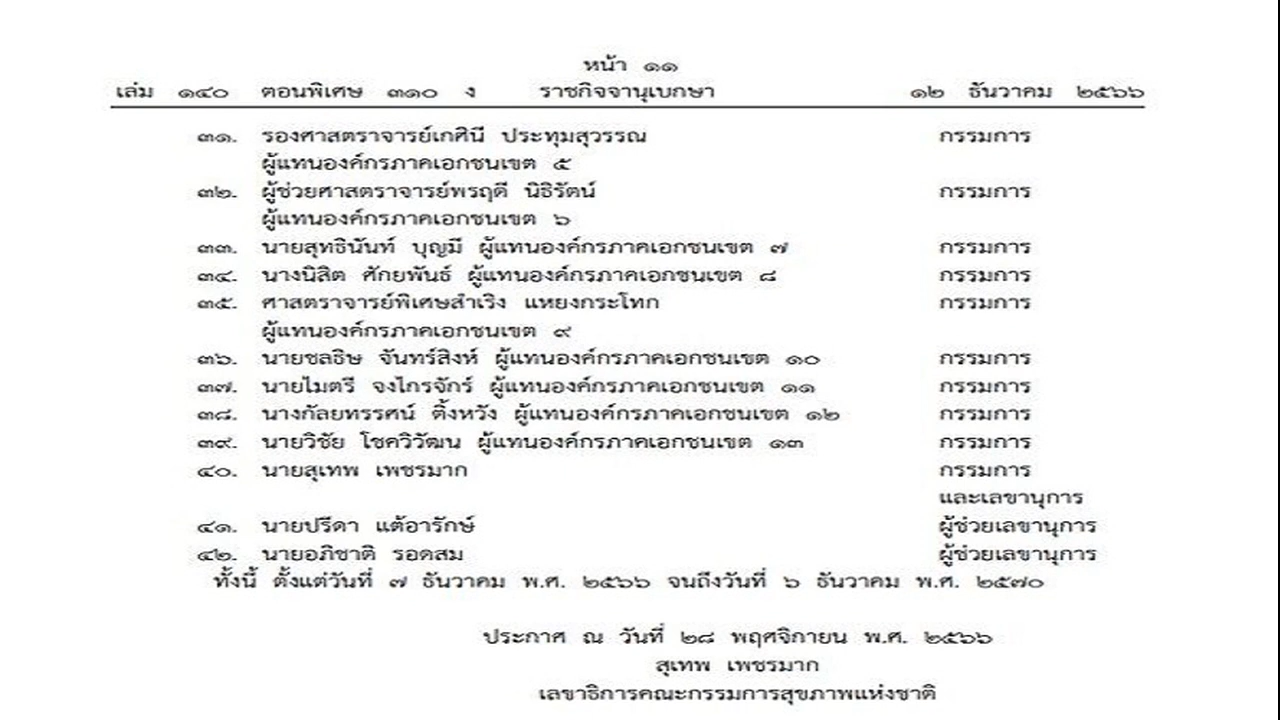 หน้า ๑๑
เล่ม ๑๔๐ ตอนพิเศษ ๓๑๐ ง ราชกิจจานุเบกษา ๑๒ ธันวาคม ๒๕๖๖
๓๑. รองศาสตราจารย์เกศินี ประทุมสุวรรณ กรรมการ
ผู้แทนองค์กรภาคเอกชนเขต ๕
๓๒. ผู้ช่วยศาสตราจารย์พรฤดี นิธิรัตน์ กรรมการ
ผู้แทนองค์กรภาคเอกชนเขต ๖
๓๓. นายสุทธินันท์ บุญมี ผู้แทนองค์กรภาคเอกชนเขต ๗ กรรมการ
๓๔. นางนิสิต ศักยพันธ์ ผู้แทนองค์กรภาคเอกชนเขต ๘ กรรมการ
๓๕. ศาสตราจารย์พิเศษสำเริง แหยงกระโทก กรรมการ
ผู้แทนองค์กรภาคเอกชนเขต ๙
๓๖. นายชลธิษ จันทร์สิงห์ ผู้แทนองค์กรภาคเอกชนเขต ๑๐ กรรมการ
๓๗. นายไมตรี จงไกรจักร์ ผู้แทนองค์กรภาคเอกชนเขต ๑๑ กรรมการ
๓๘. นางกัลยทรรศน์ ติ้งหวัง ผู้แทนองค์กรภาคเอกชนเขต ๑๒ กรรมการ
๓๙. นายวิชัย โชควิวัฒน ผู้แทนองค์กรภาคเอกชนเขต ๑๓ กรรมการ
๔๐. นายสุเทพ เพชรมาก กรรมการ
และเลขานุการ
๔๑. นายปรีดา แต้อารักษ์ ผู้ช่วยเลขานุการ
๔๒. นายอภิชาติ รอดสม ผู้ช่วยเลขานุการ
ทั้งนี้ ตั้งแต่วันที่ ๗ ธันวาคม พ.ศ. ๒๕๖๖ จนถึงวันที่ ๖ ธันวาคม พ.ศ. ๒๕๗๐
ประกาศ ณ วันที่ ๒๘ พฤศจิกายน พ.ศ. ๒๕๖๖
สุเทพ เพชรมาก
เลขาธิการคณะกรรมการสุขภาพแห่งชาติ